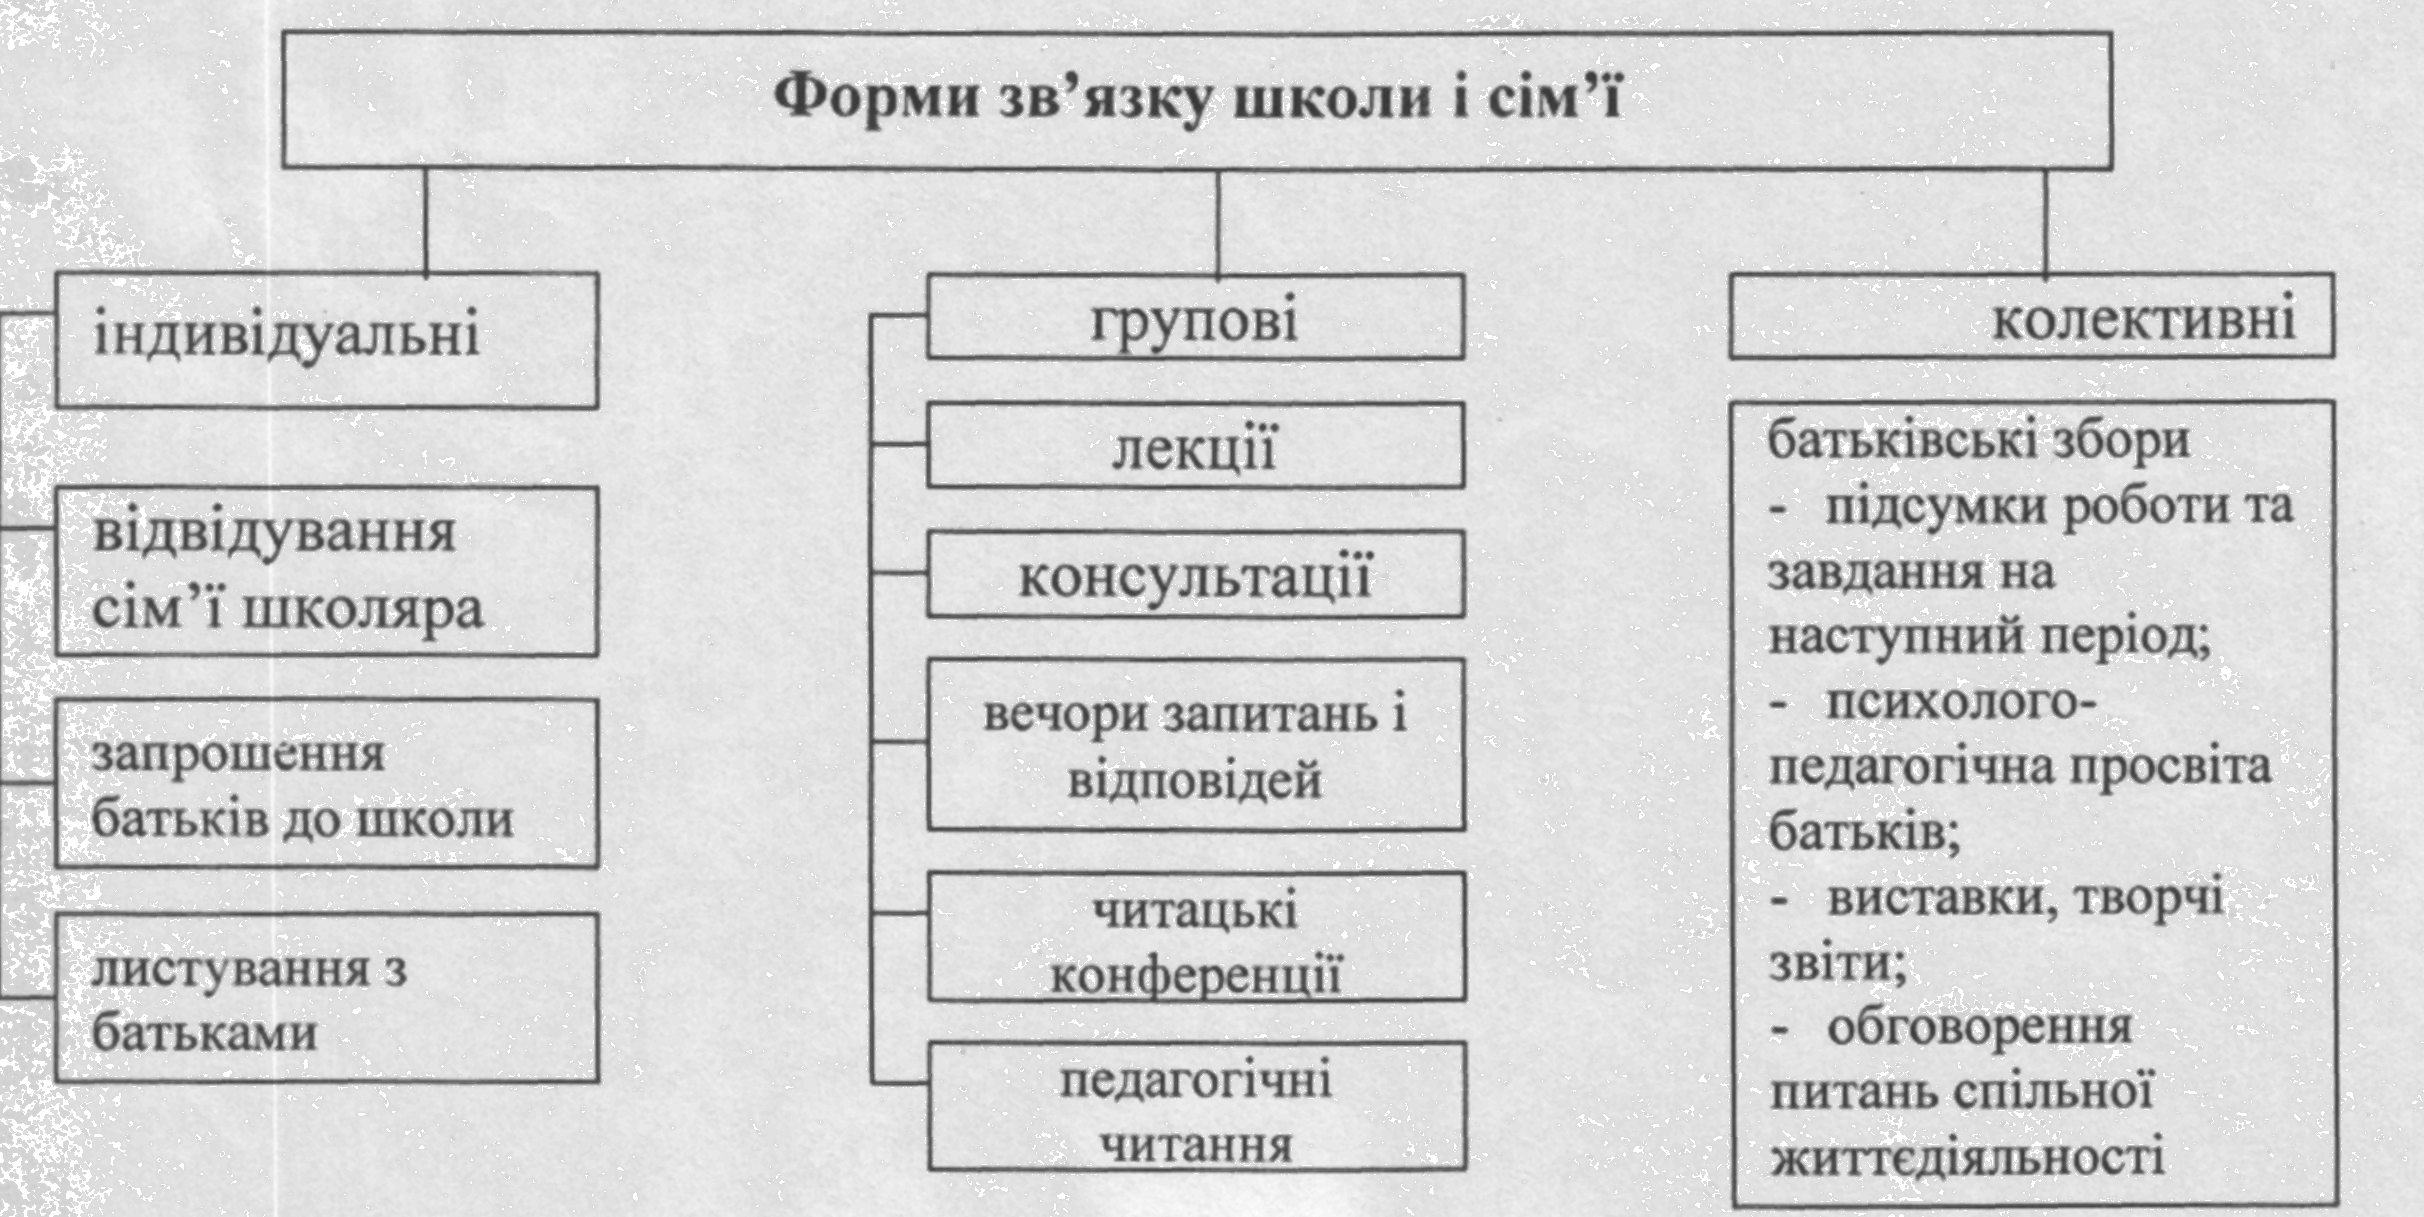 Форми зв’язку школи і сім’ї
індивідуальні
відвідування
сім’ї школяра
запрошення
батьків до школи
листування з
батьками
групові
лекції
консультації
вечори запитань і
відповідей
читацькі
конференції
педагогічні
читання
колективні
батьківські збори
- підсумки роботи та
завдання на
наступний період;
- психолого-
педагогічна просвіта
батьків;
- виставки, творчі
звіти;
- обговорення
питань спільної
життєдіяльності